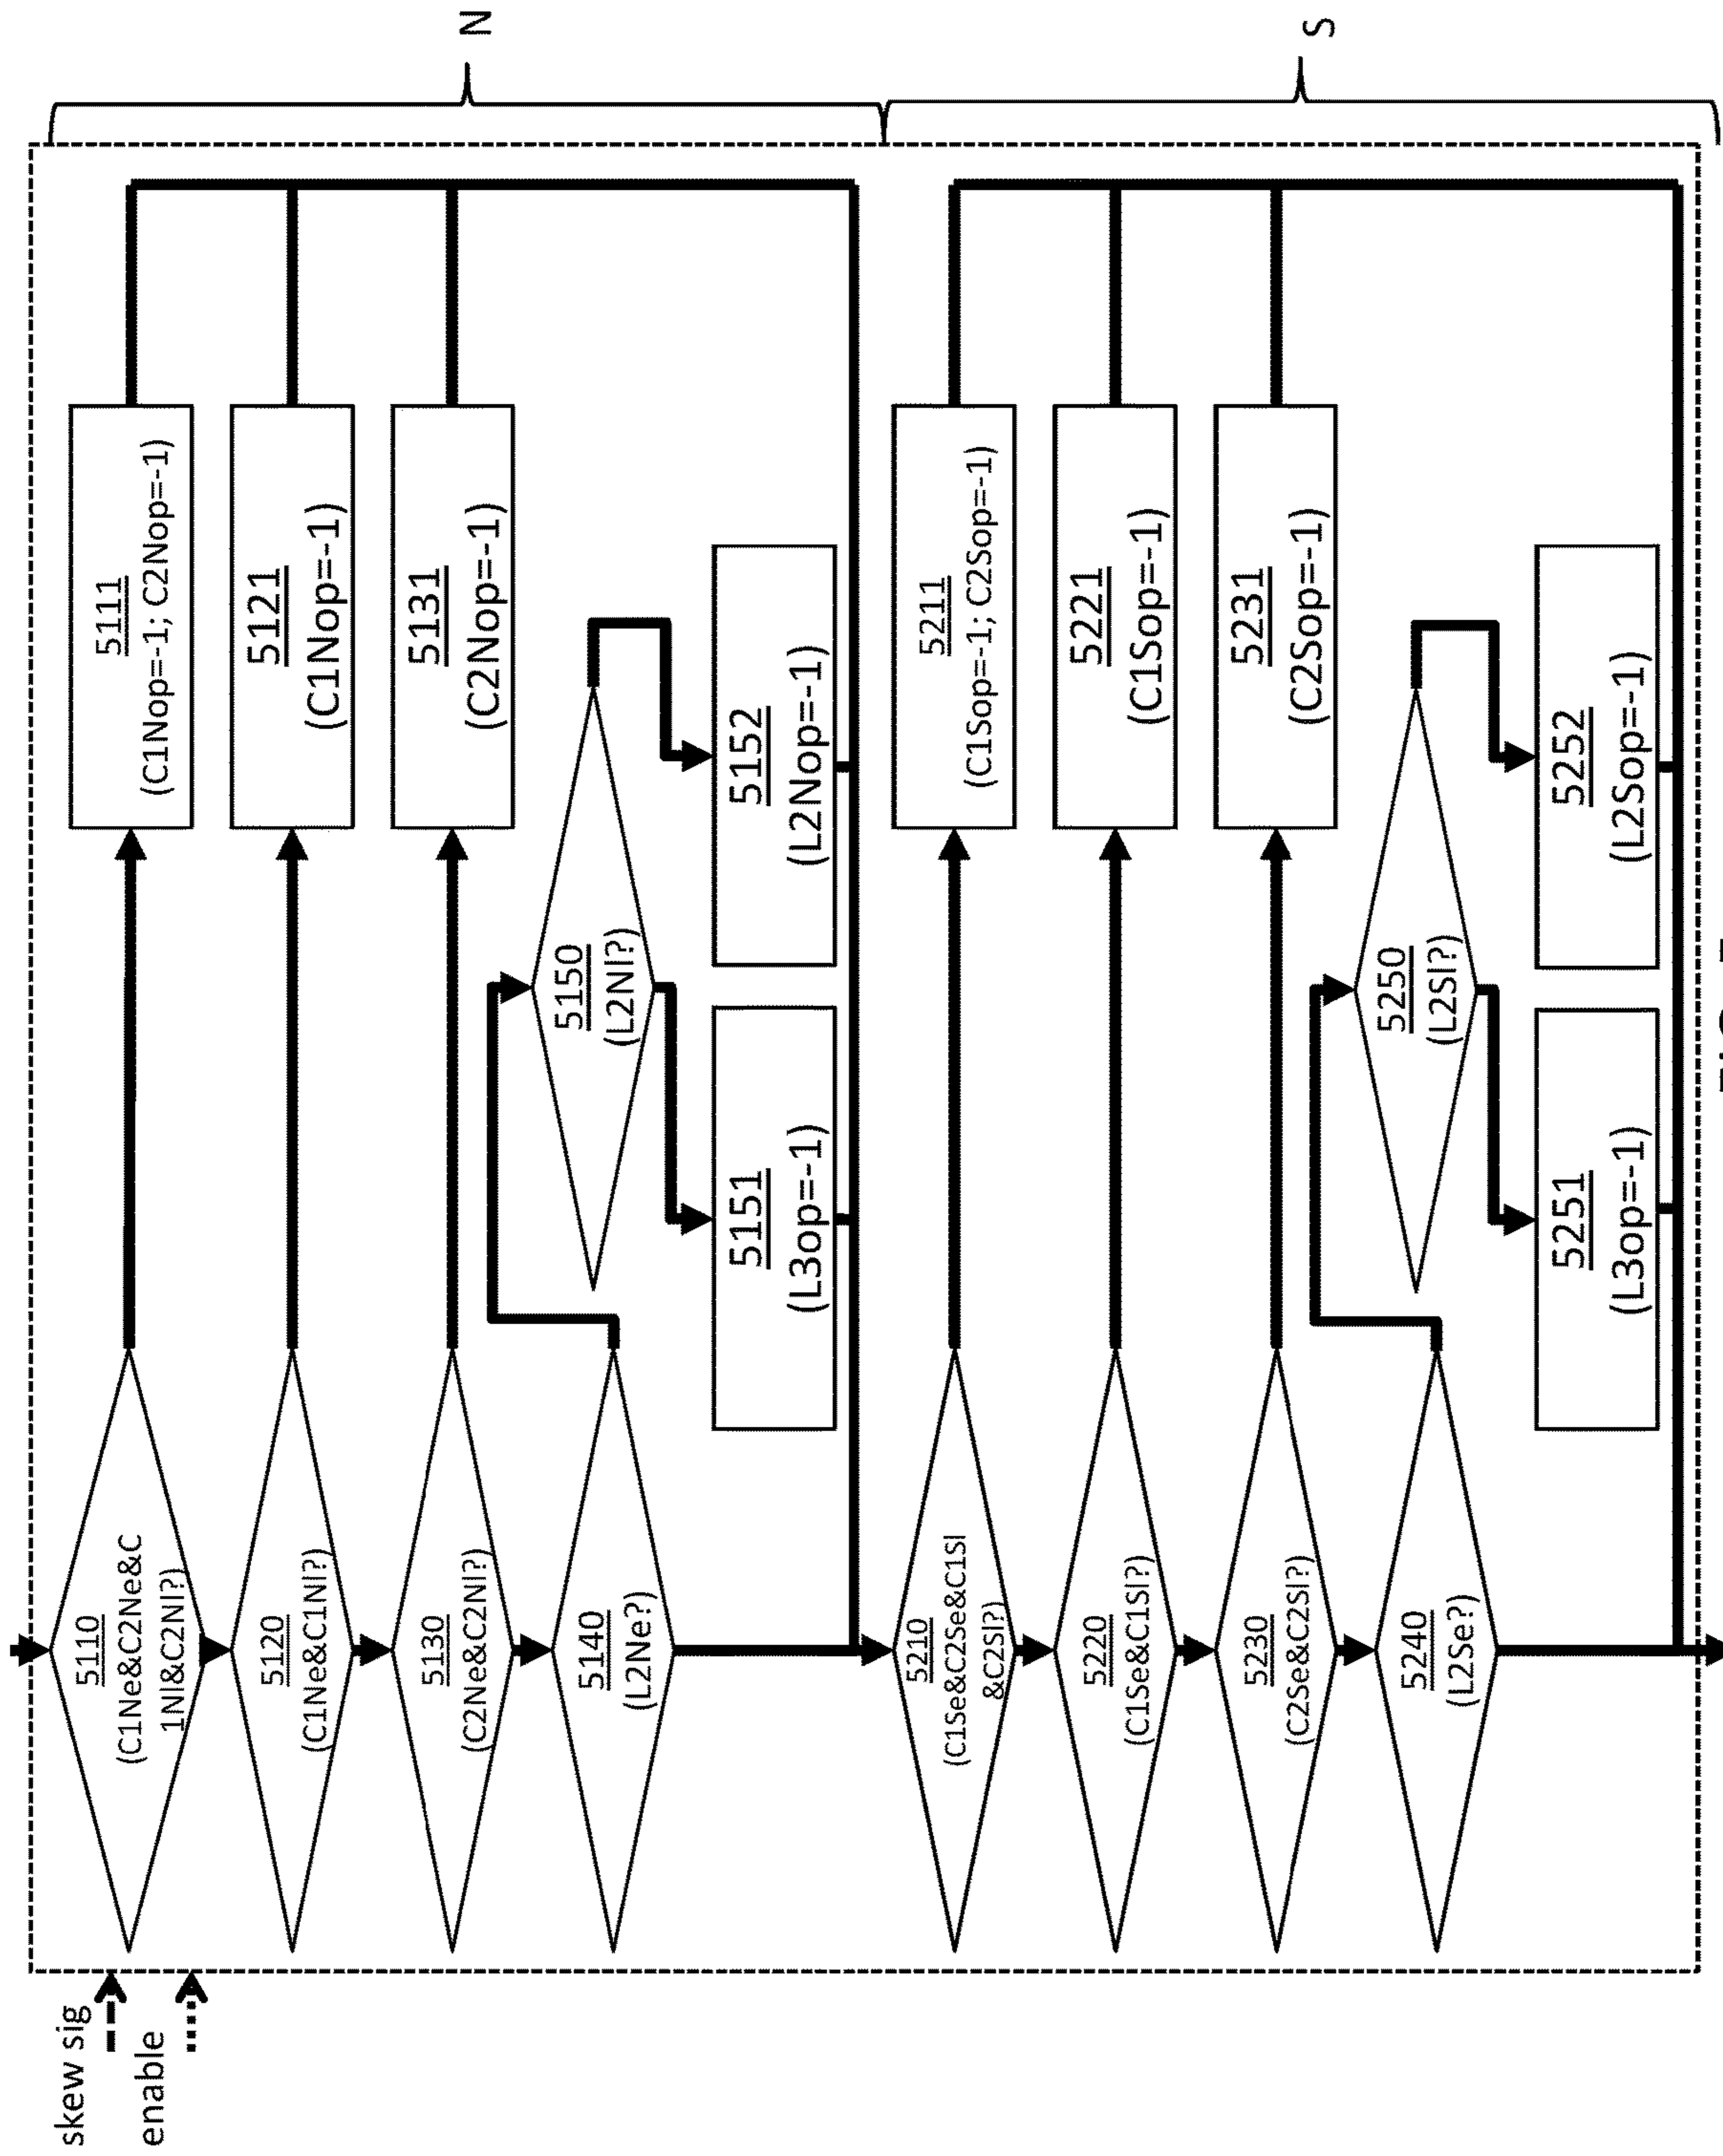 skew sig
enable
5110
(C1Ne&C2Ne&C
1Nl&C2Nl?)
5111
(C1Nop=-1; C2Nop=-1)
5120
(C1Ne&C1Nl?)
5121
(C1Nop=-1)
5130
(C2Ne&C2Nl?)
5131
(C2Nop=-1)
5140
(L2Ne?)
5150
(L2Nl?)
5151
(L3op=-1)
5152
(L2Nop=-1)
N
5210
(C1Se&C2Se&C1Sl
&C2Sl?)
5211
(C1Sop=-1; C2Sop=-1)
5220
(C1Se&C1Sl?)
5221
(C1Sop=-1)
5230
(C2Se&C2Sl?)
5231
(C2Sop=-1)
5240
(L2Se?)
5250
(L2Sl?)
5251
(L3op=-1)
5252
(L2Sop=-1)
S